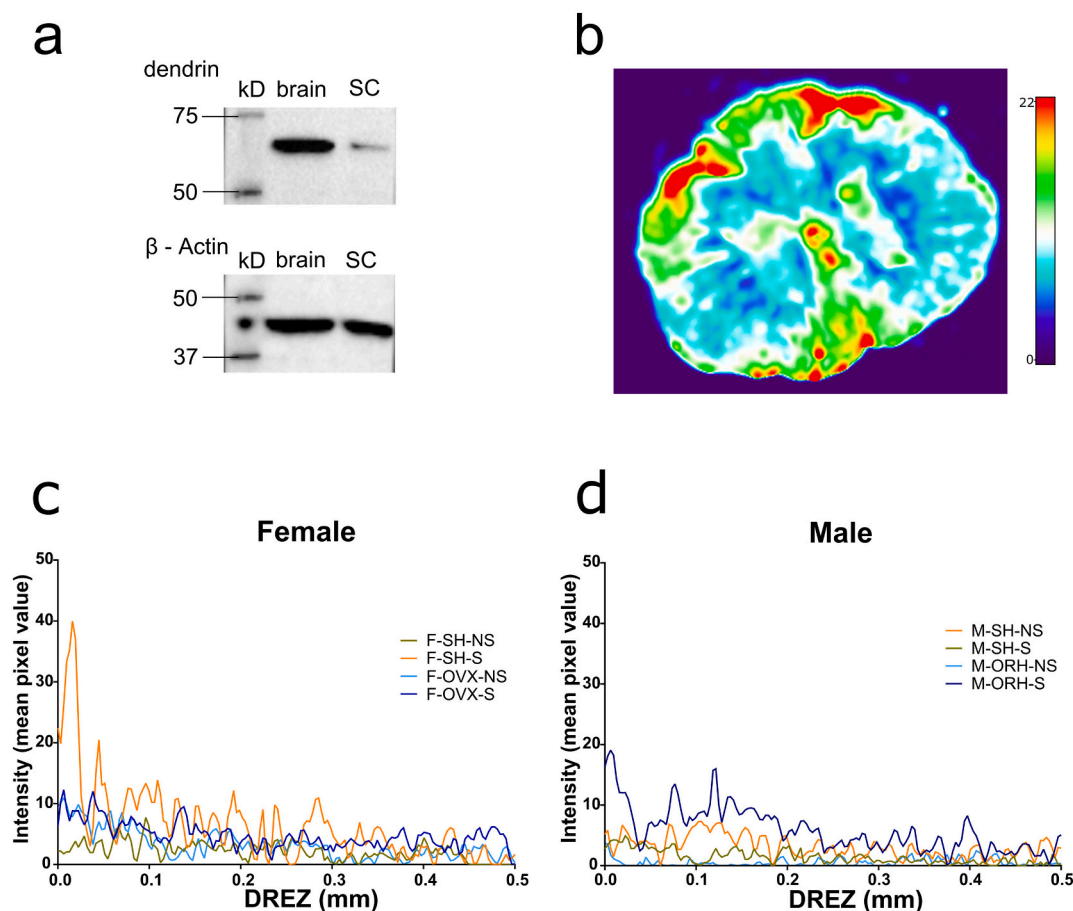 a
dendrin
kD brain SC
75
50
β - Actin
kD brain SC
50
37
b
22
0
c
Female
Intensity (mean pixel value)
50
40
30
20
10
0
F-SH-NS
F-SH-S
F-OVX-NS
F-OVX-S
0.0 0.1 0.2 0.3 0.4 0.5
DREZ (mm)
d
Male
Intensity (mean pixel value)
50
40
30
20
10
0
M-SH-NS
M-SH-S
M-ORH-NS
M-ORH-S
0.0 0.1 0.2 0.3 0.4 0.5
DREZ (mm)